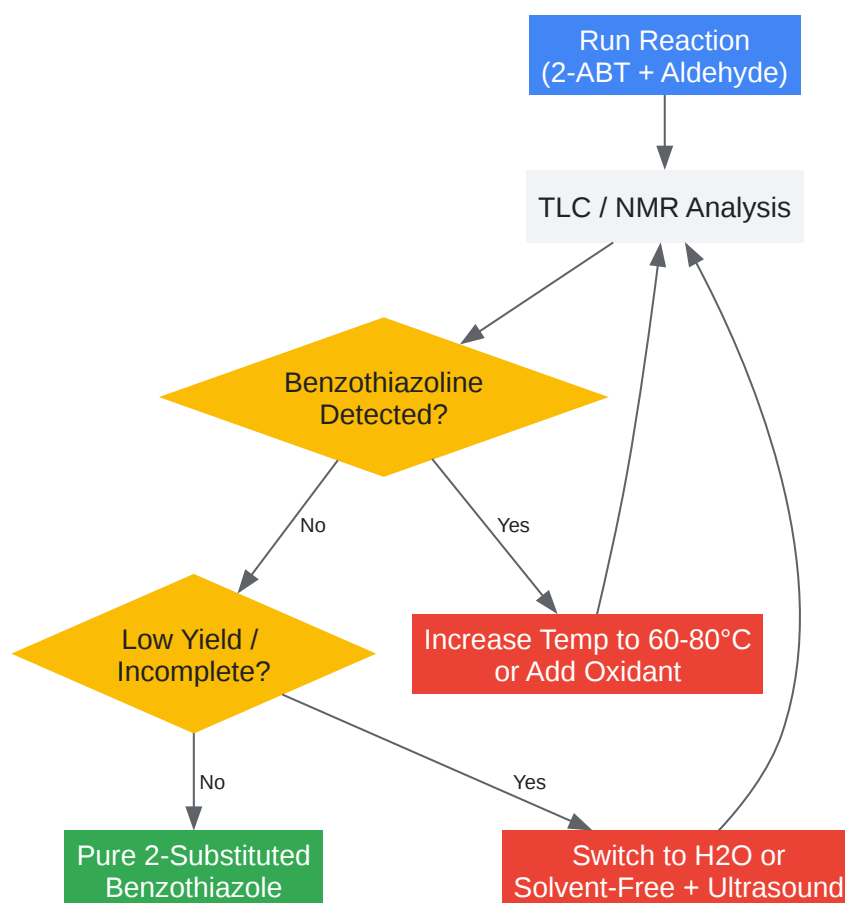 Run Reaction
(2-ABT + Aldehyde)
TLC / NMR Analysis
Benzothiazoline
Detected?
No
Yes
Low Yield /
Incomplete?
Increase Temp to 60-80°C
or Add Oxidant
No
Yes
Pure 2-Substituted
Benzothiazole
Switch to H2O or
Solvent-Free + Ultrasound